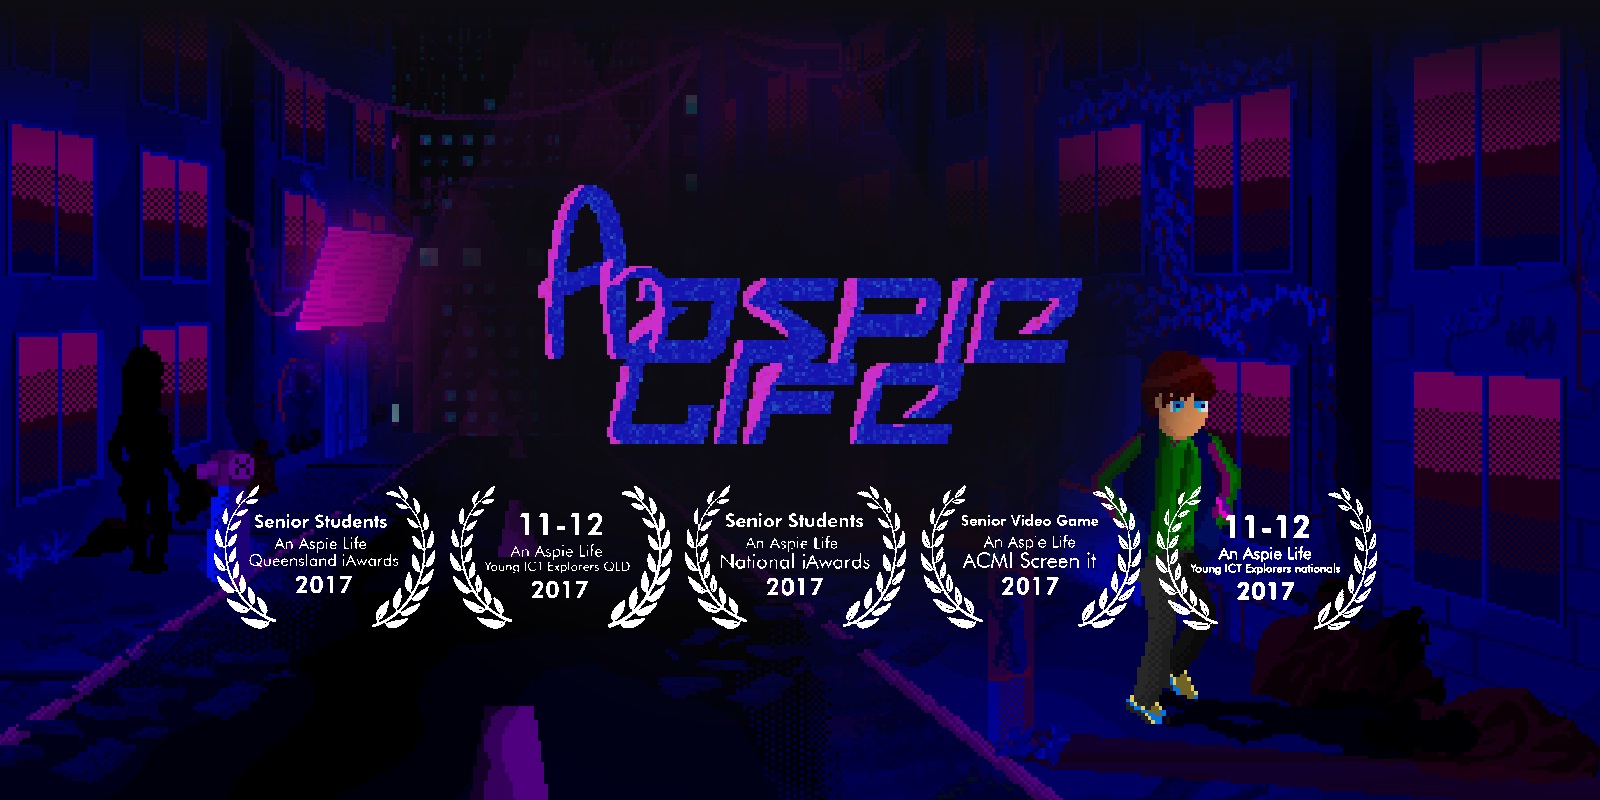 An Aspie
Life
Senior Students
An Aspie Life
Queensland iAwards
2017
11-12
An Aspie Life
Young ICT Explorers QLD
2017
Senior Students
An Aspie Life
National iAwards
2017
Senior Video Game
An Aspie Life
ACMI Screen it
2017
11-12
An Aspie Life
Young ICT Explorers nationals
2017